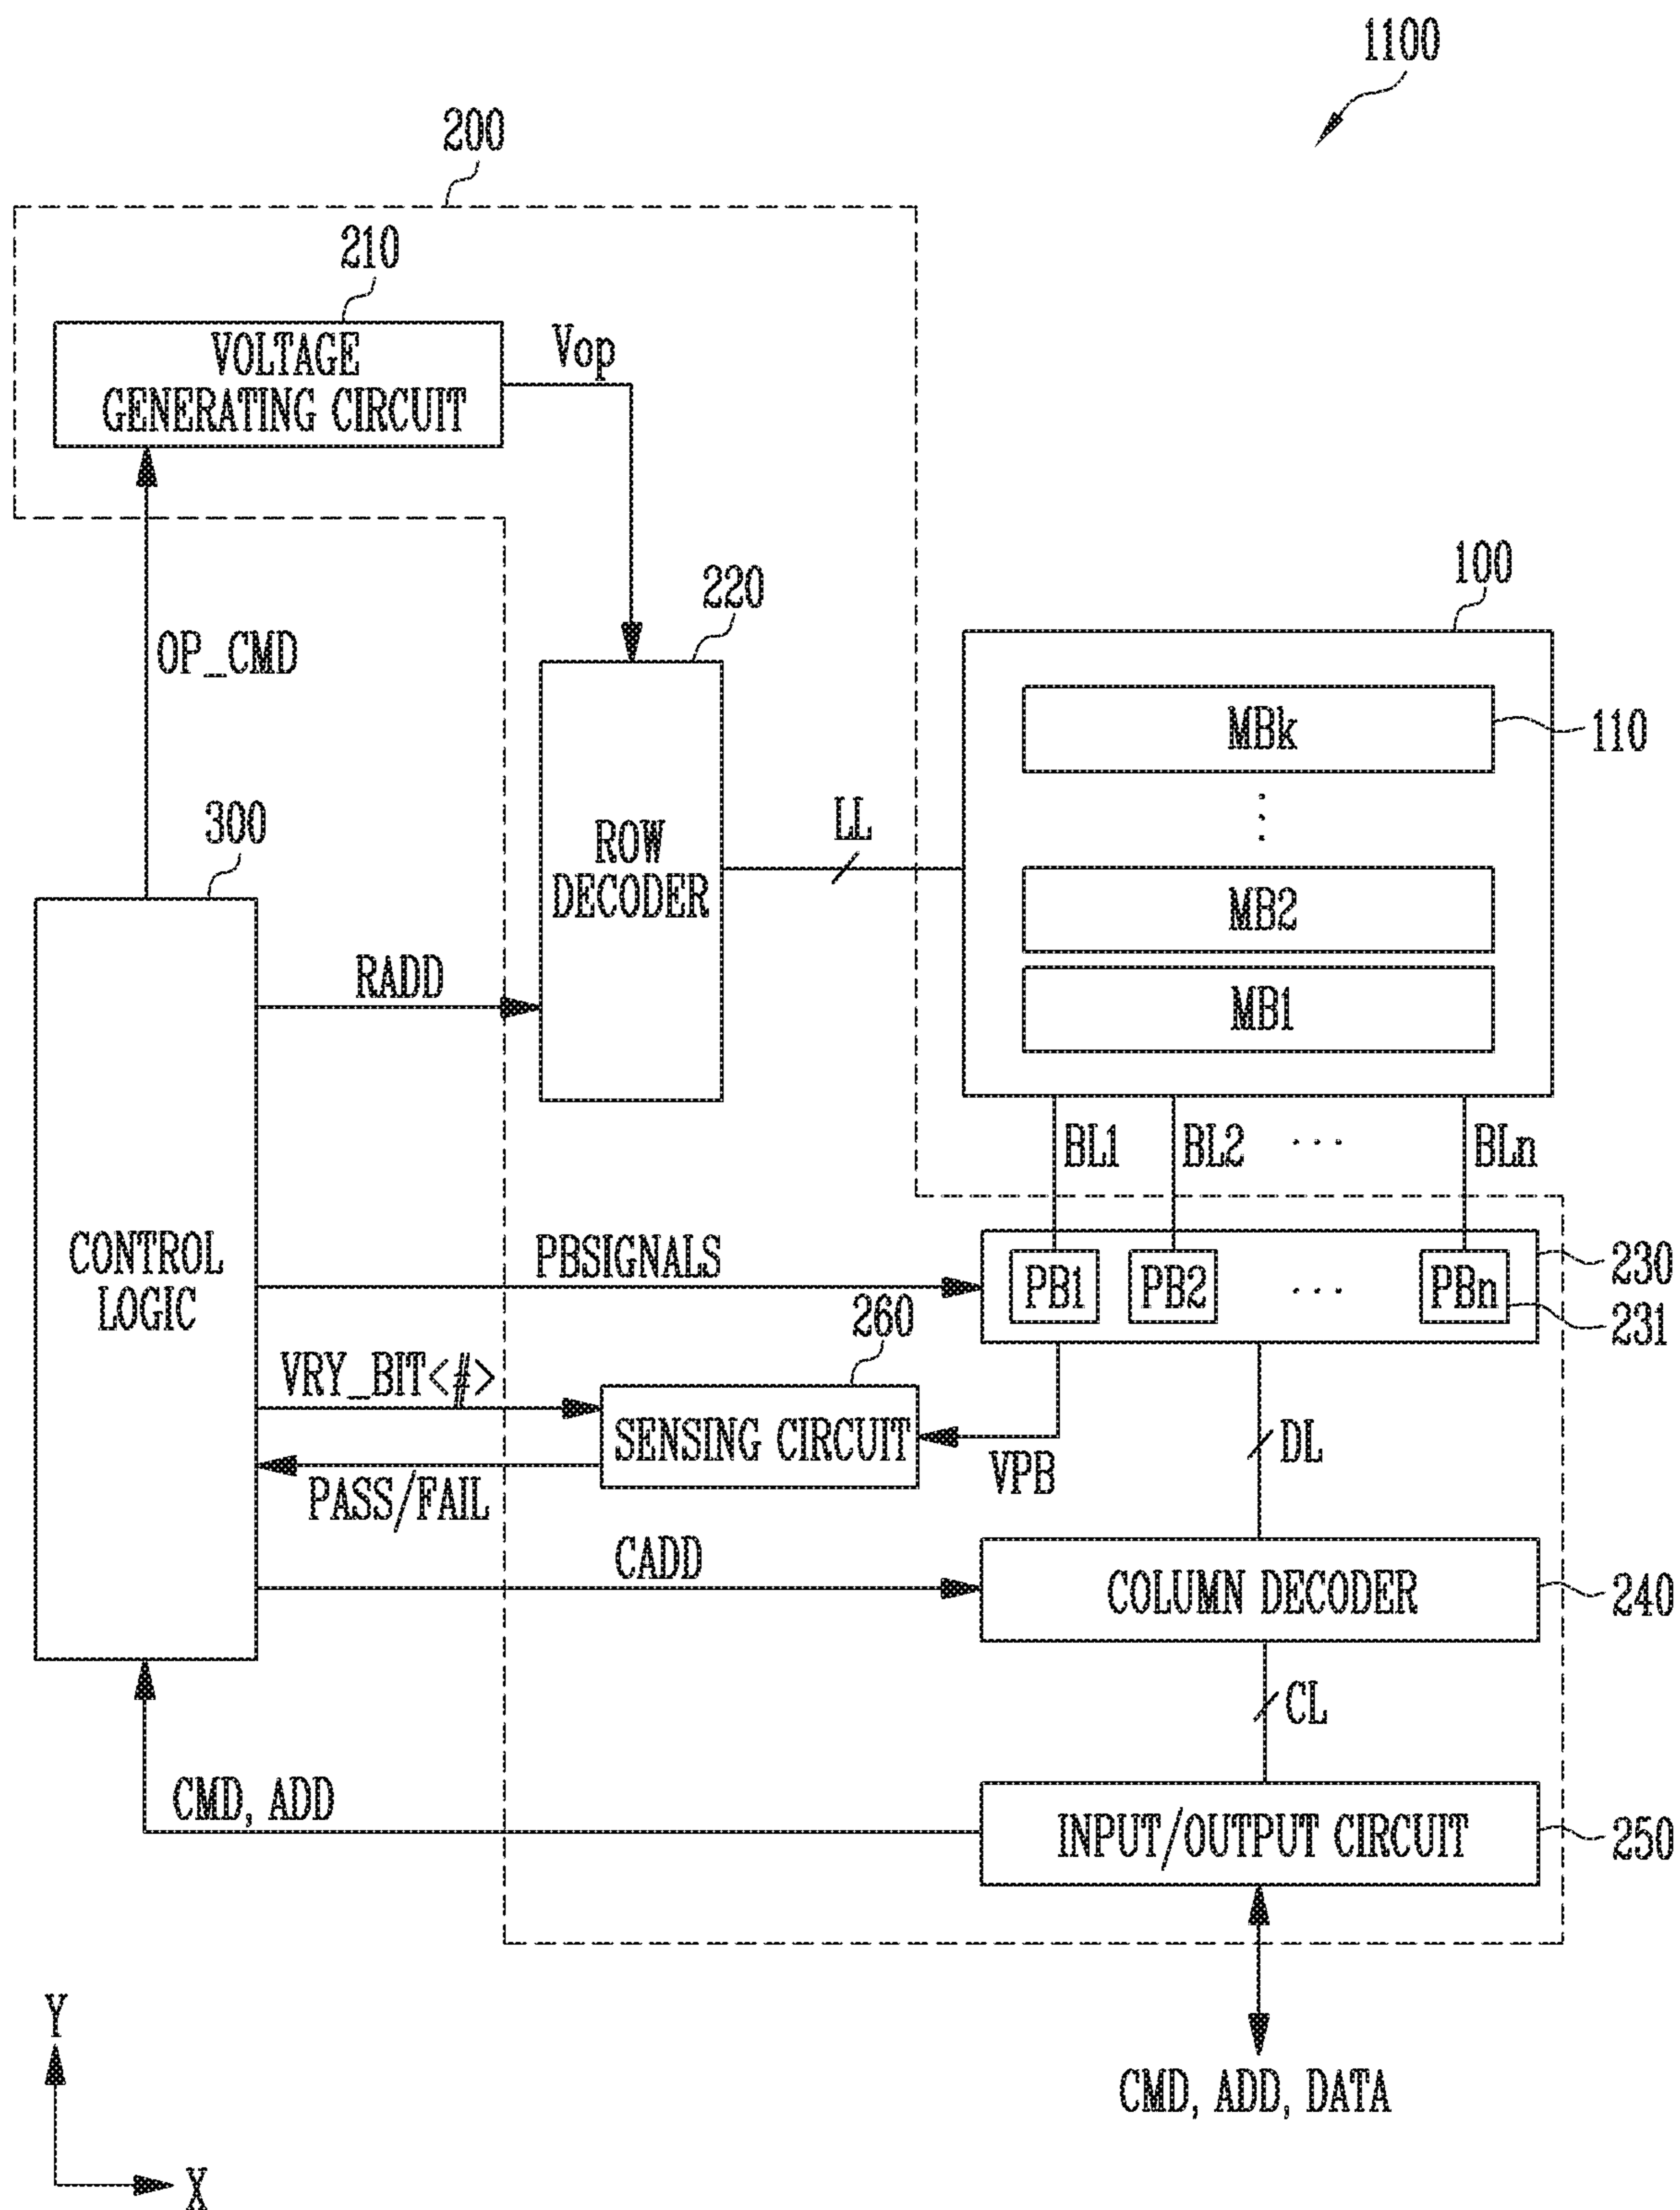 1100
200
210
VOLTAGE
GENERATING CIRCUIT
Vop
OP_CMD
220
100
MBk
110
300
ROW
DECODER
LL
MB2
RADD
MB1
BL1
BL2
. . .
BLn
CONTROL
LOGIC
PBSIGNALS
PB1
PB2
. . .
PBn
230
231
260
VRY_BIT<#>
SENSING CIRCUIT
VPB
DL
PASS/FAIL
CADD
COLUMN DECODER
240
CL
CMD, ADD
INPUT/OUTPUT CIRCUIT
250
Y
CMD, ADD, DATA
X